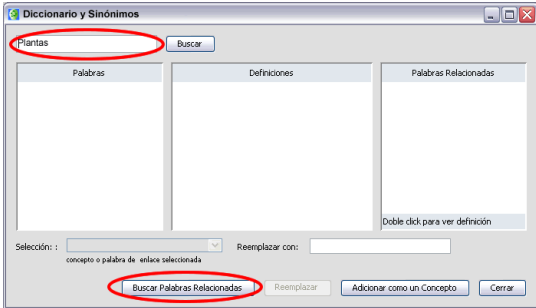 Diccionario y Sinónimos
Plantas Buscar
Palabras Definiciones Palabras Relacionadas
Doble click para ver definición
Selección: : Reemplazar con:
concepto o palabra de enlace seleccionada
Buscar Palabras Relacionadas Reemplazar Adicionar como un Concepto Cerrar